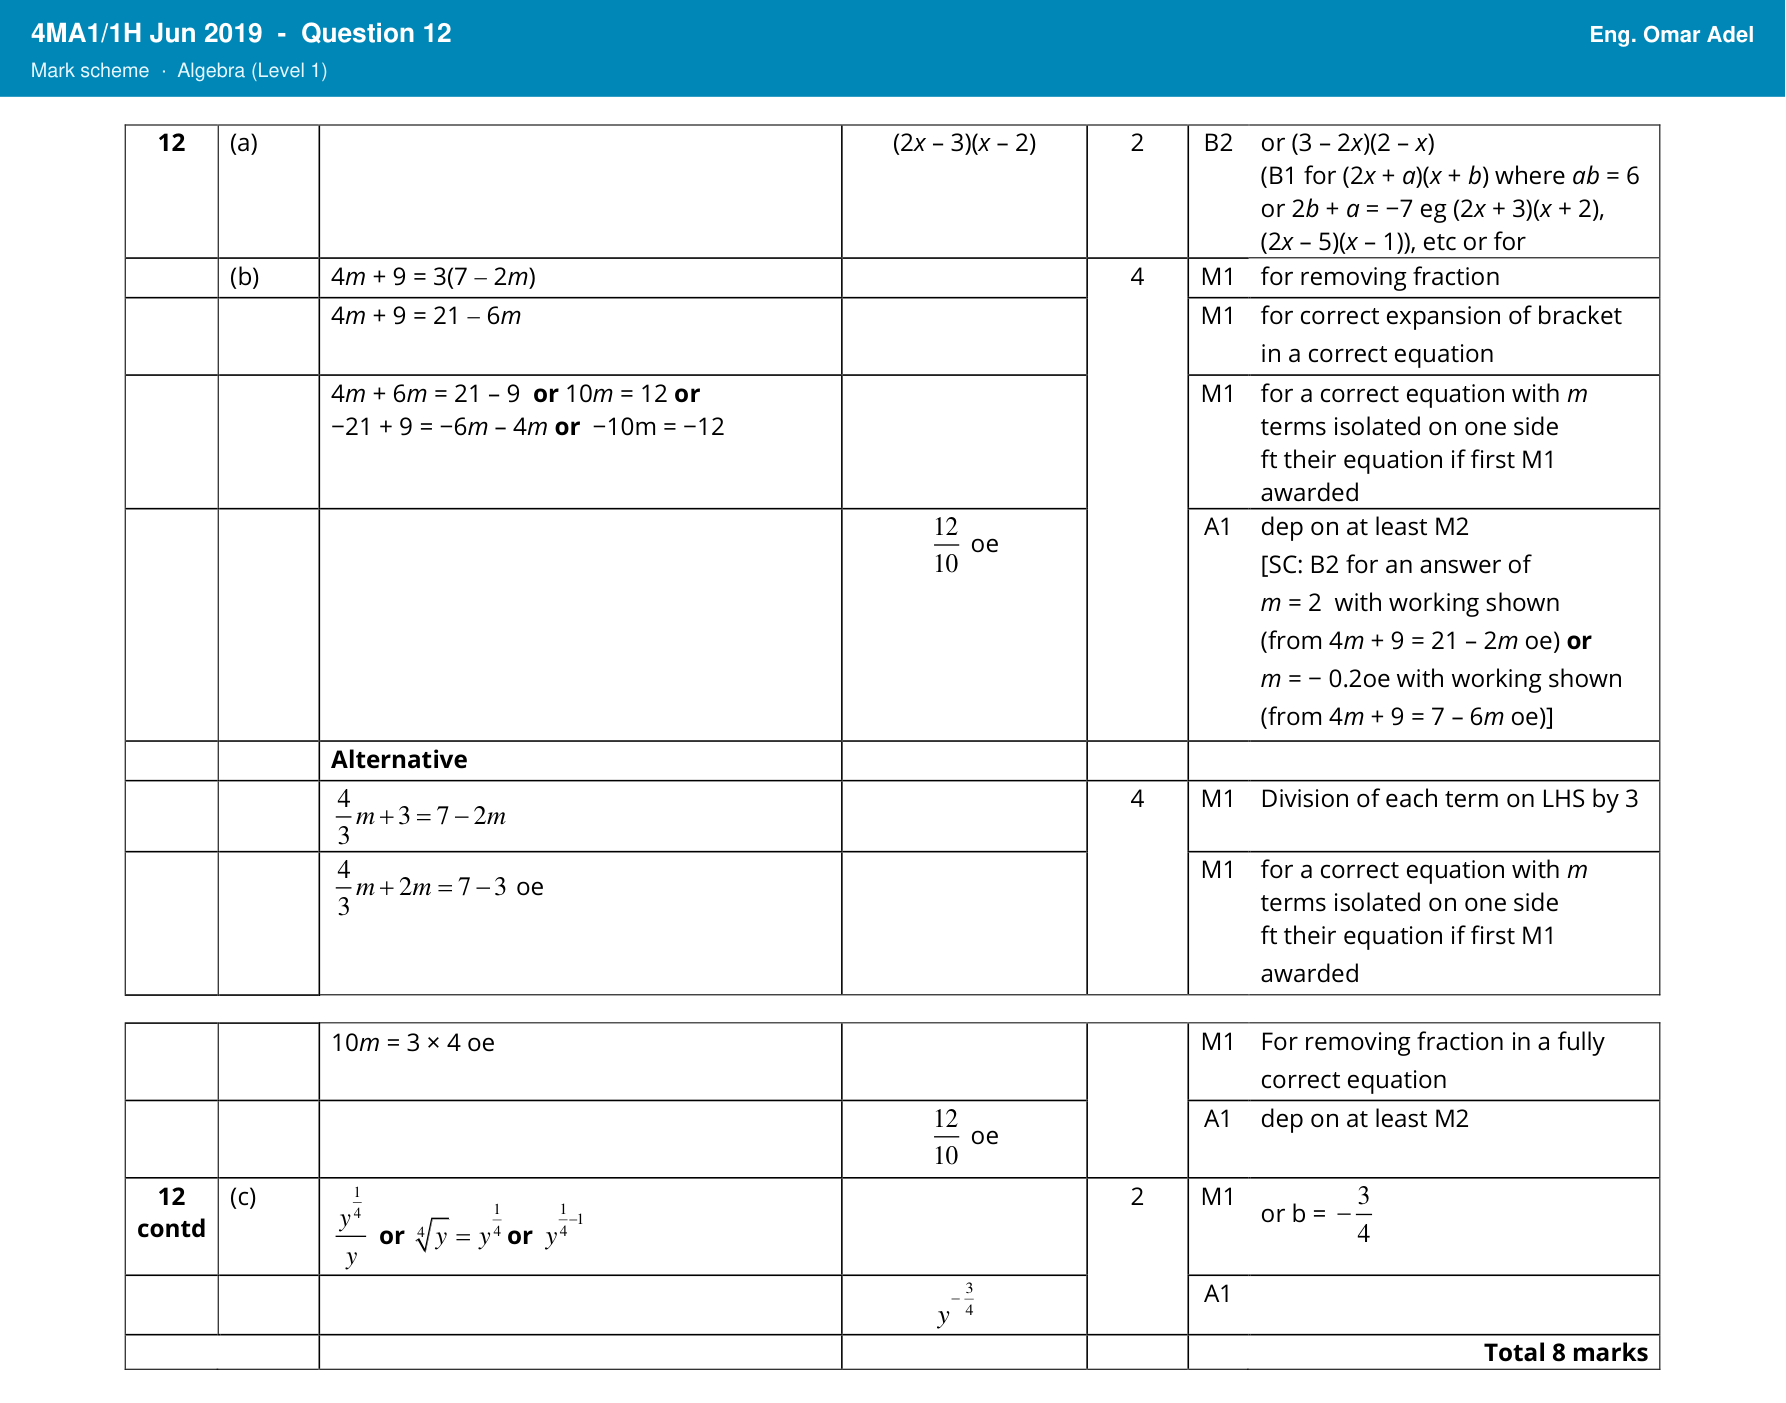 4MA1/1H Jun 2019 - Question 12
Eng. Omar Adel
Mark scheme · Algebra (Level 1)
12 (a) (2x – 3)(x – 2) 2 B2 or (3 – 2x)(2 – x)
(B1 for (2x + a)(x + b) where ab = 6
or 2b + a = −7 eg (2x + 3)(x + 2),
(2x – 5)(x – 1)), etc or for
(b) 4m + 9 = 3(7 – 2m) 4 M1 for removing fraction
4m + 9 = 21 – 6m M1 for correct expansion of bracket
in a correct equation
4m + 6m = 21 – 9 or 10m = 12 or M1 for a correct equation with m
−21 + 9 = −6m – 4m or −10m = −12 terms isolated on one side
ft their equation if first M1
awarded
12/10 oe A1 dep on at least M2
[SC: B2 for an answer of
m = 2 with working shown
(from 4m + 9 = 21 – 2m oe) or
m = − 0.2oe with working shown
(from 4m + 9 = 7 – 6m oe)]
Alternative
4/3 m + 3 = 7 − 2m 4 M1 Division of each term on LHS by 3
4/3 m + 2m = 7 − 3 oe M1 for a correct equation with m
terms isolated on one side
ft their equation if first M1
awarded
10m = 3 × 4 oe M1 For removing fraction in a fully
correct equation
12/10 oe A1 dep on at least M2
12 (c) y^(1/4)/y or ∜y = y^(1/4) or y^(1/4−1) 2 M1 or b = −3/4
contd
y^(−3/4) A1
Total 8 marks